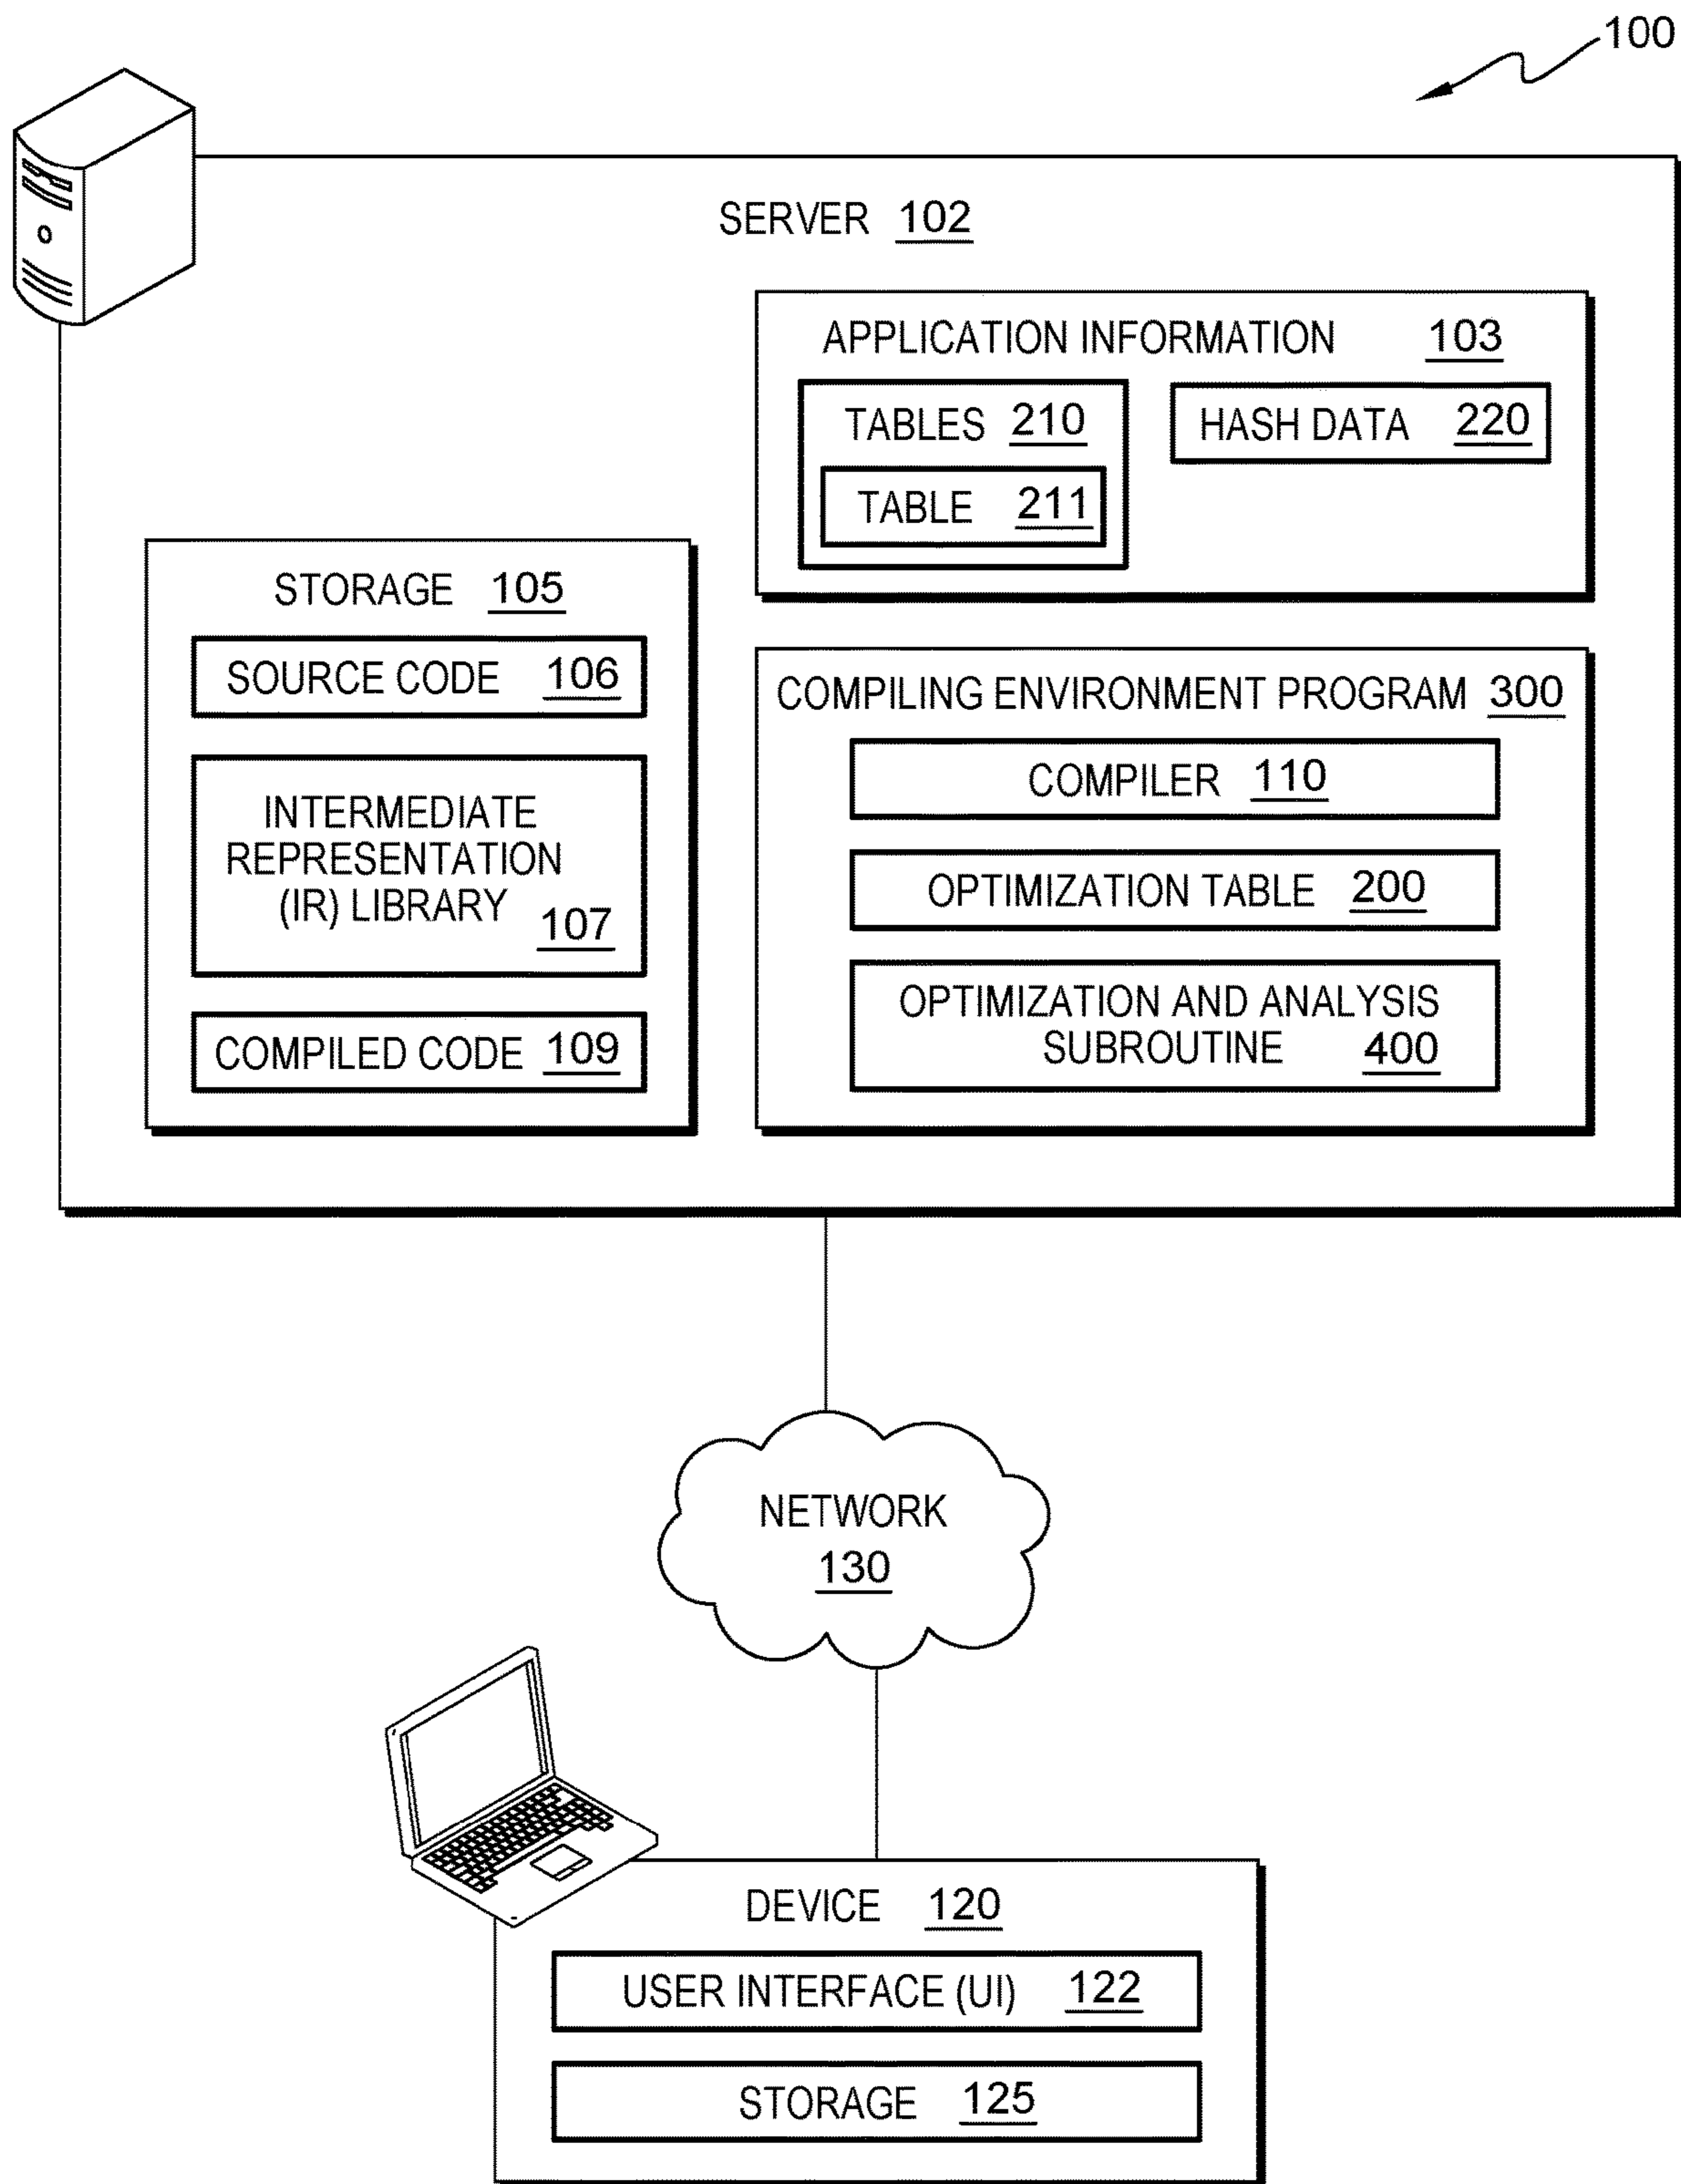 100
SERVER 102
APPLICATION INFORMATION 103
TABLES 210
HASH DATA 220
TABLE 211
STORAGE 105
SOURCE CODE 106
INTERMEDIATE
REPRESENTATION
(IR) LIBRARY 107
COMPILED CODE 109
COMPILING ENVIRONMENT PROGRAM 300
COMPILER 110
OPTIMIZATION TABLE 200
OPTIMIZATION AND ANALYSIS
SUBROUTINE 400
NETWORK
130
DEVICE 120
USER INTERFACE (UI) 122
STORAGE 125